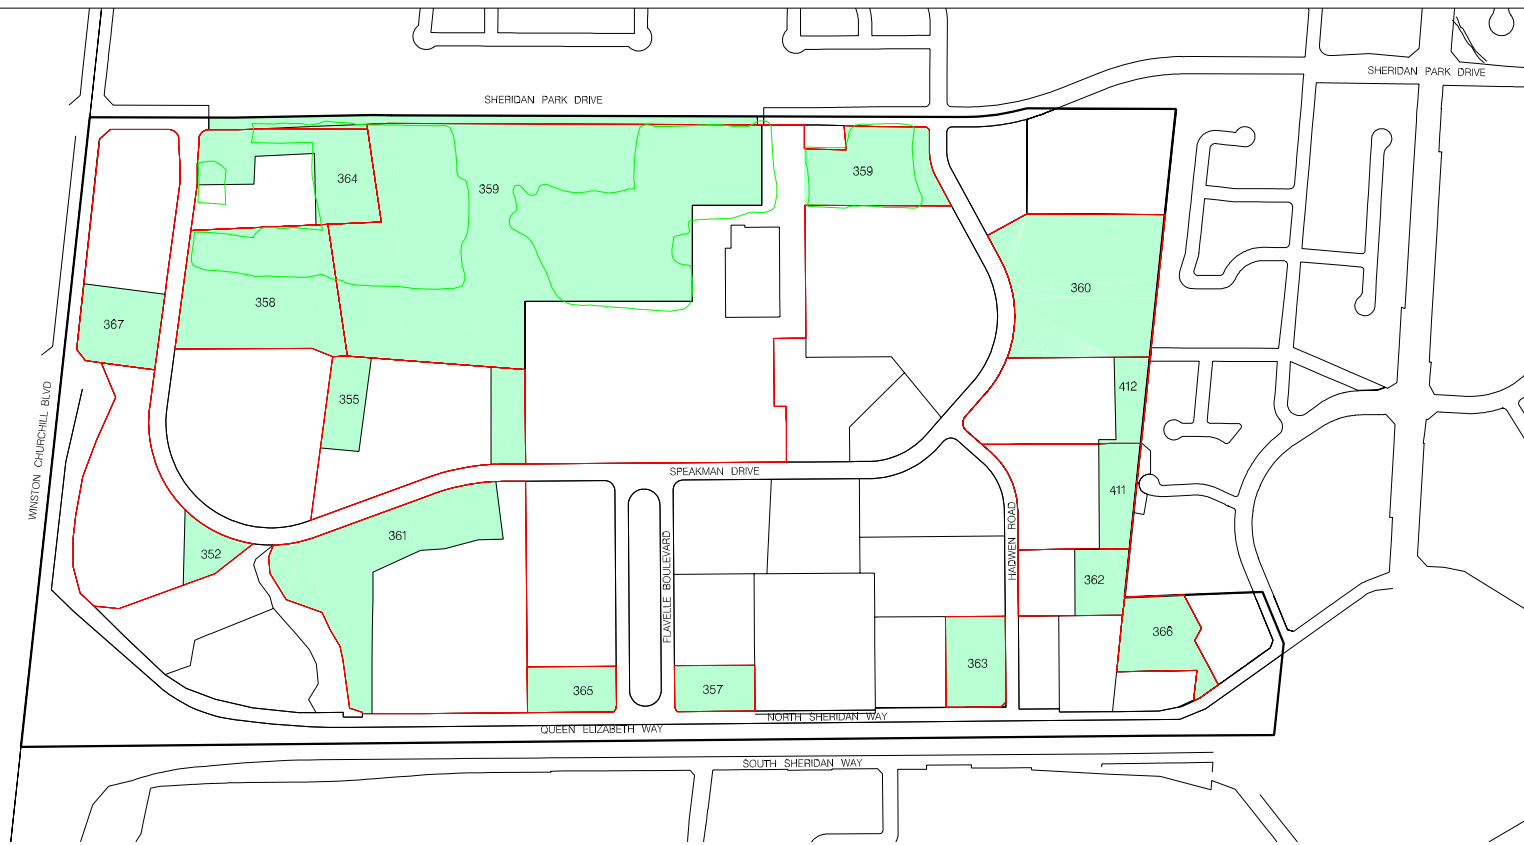 SHERIDAN PARK DRIVE
SHERIDAN PARK DRIVE
364
359
359
360
358
367
412
355
WINSTON CHURCHILL BLVD
SPEAKMAN DRIVE
411
361
HADWEN ROAD
352
FLAVELLE BOULEVARD
362
366
363
365
357
NORTH SHERIDAN WAY
QUEEN ELIZABETH WAY
SOUTH SHERIDAN WAY